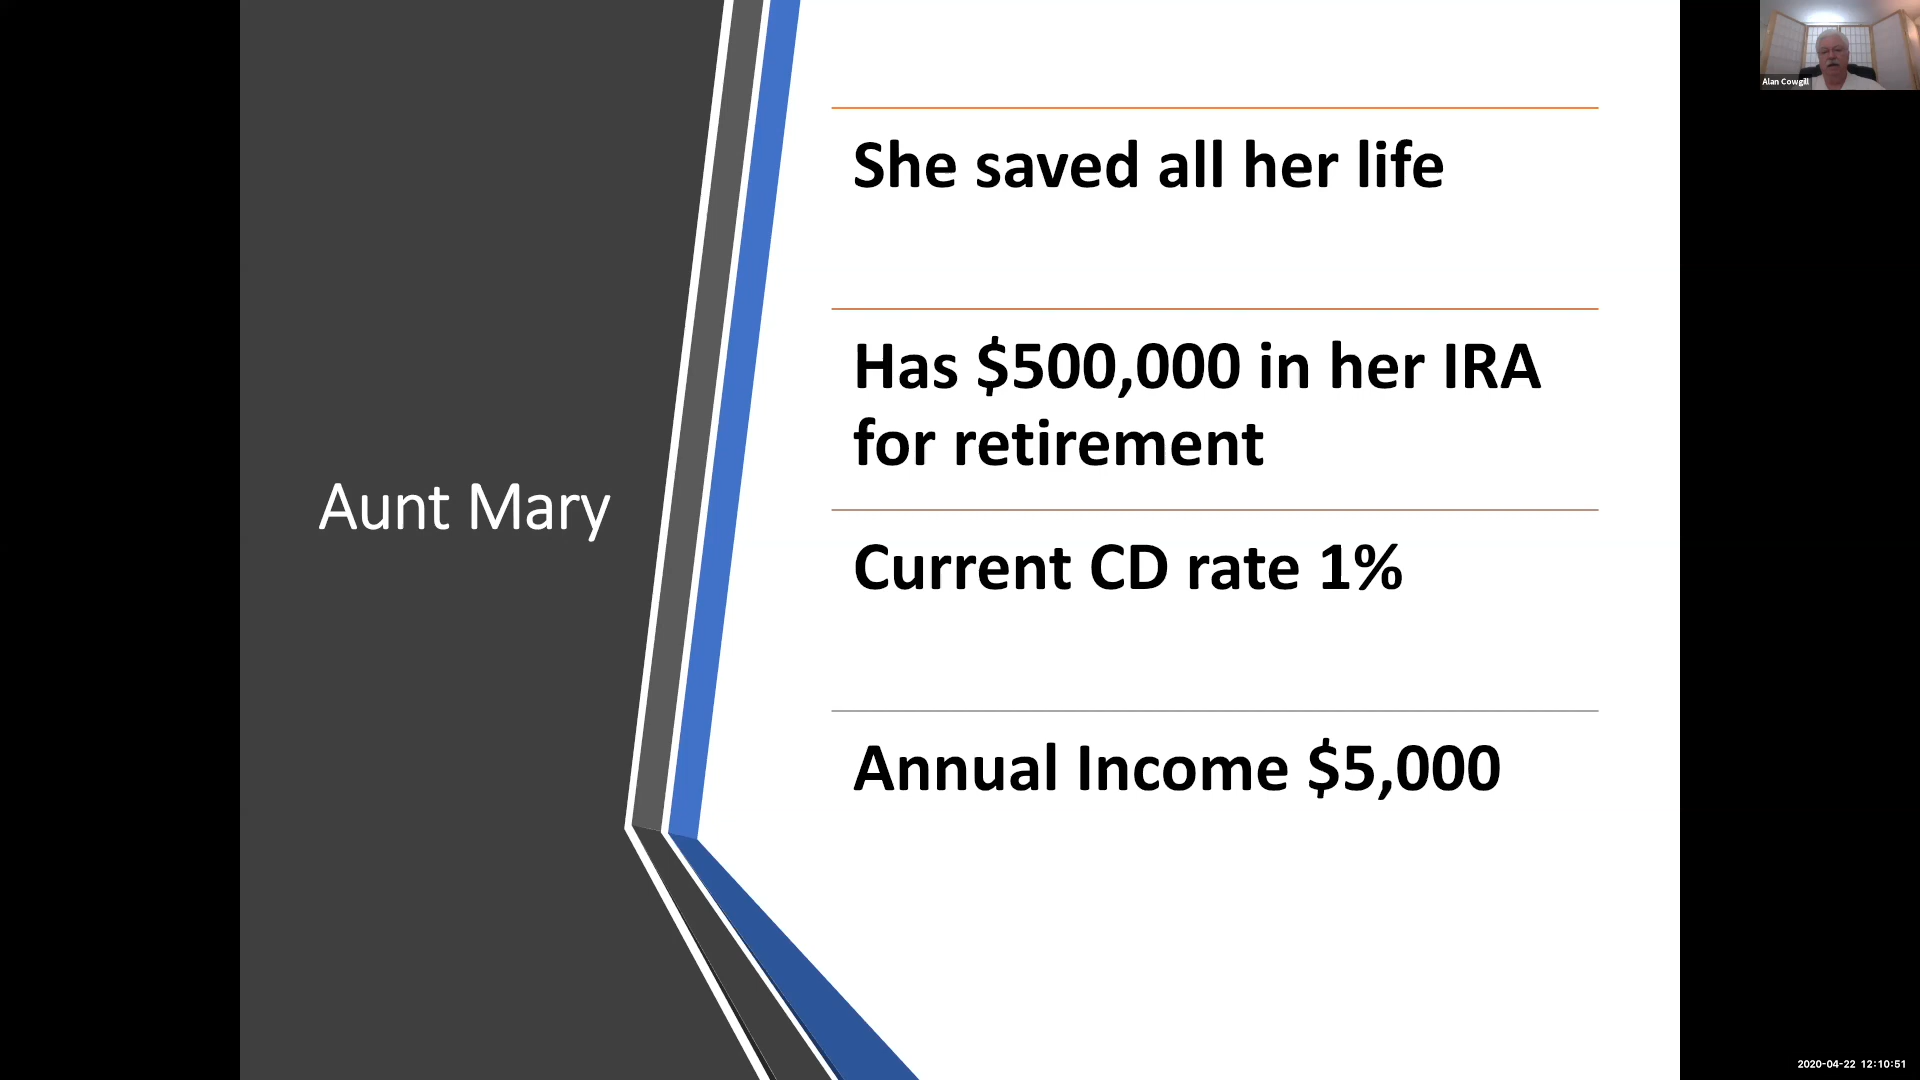 Aunt Mary
She saved all her life
Has $500,000 in her IRA
for retirement
Current CD rate 1%
Annual Income $5,000
Alan Cowgill
2020-04-22 12:10:51